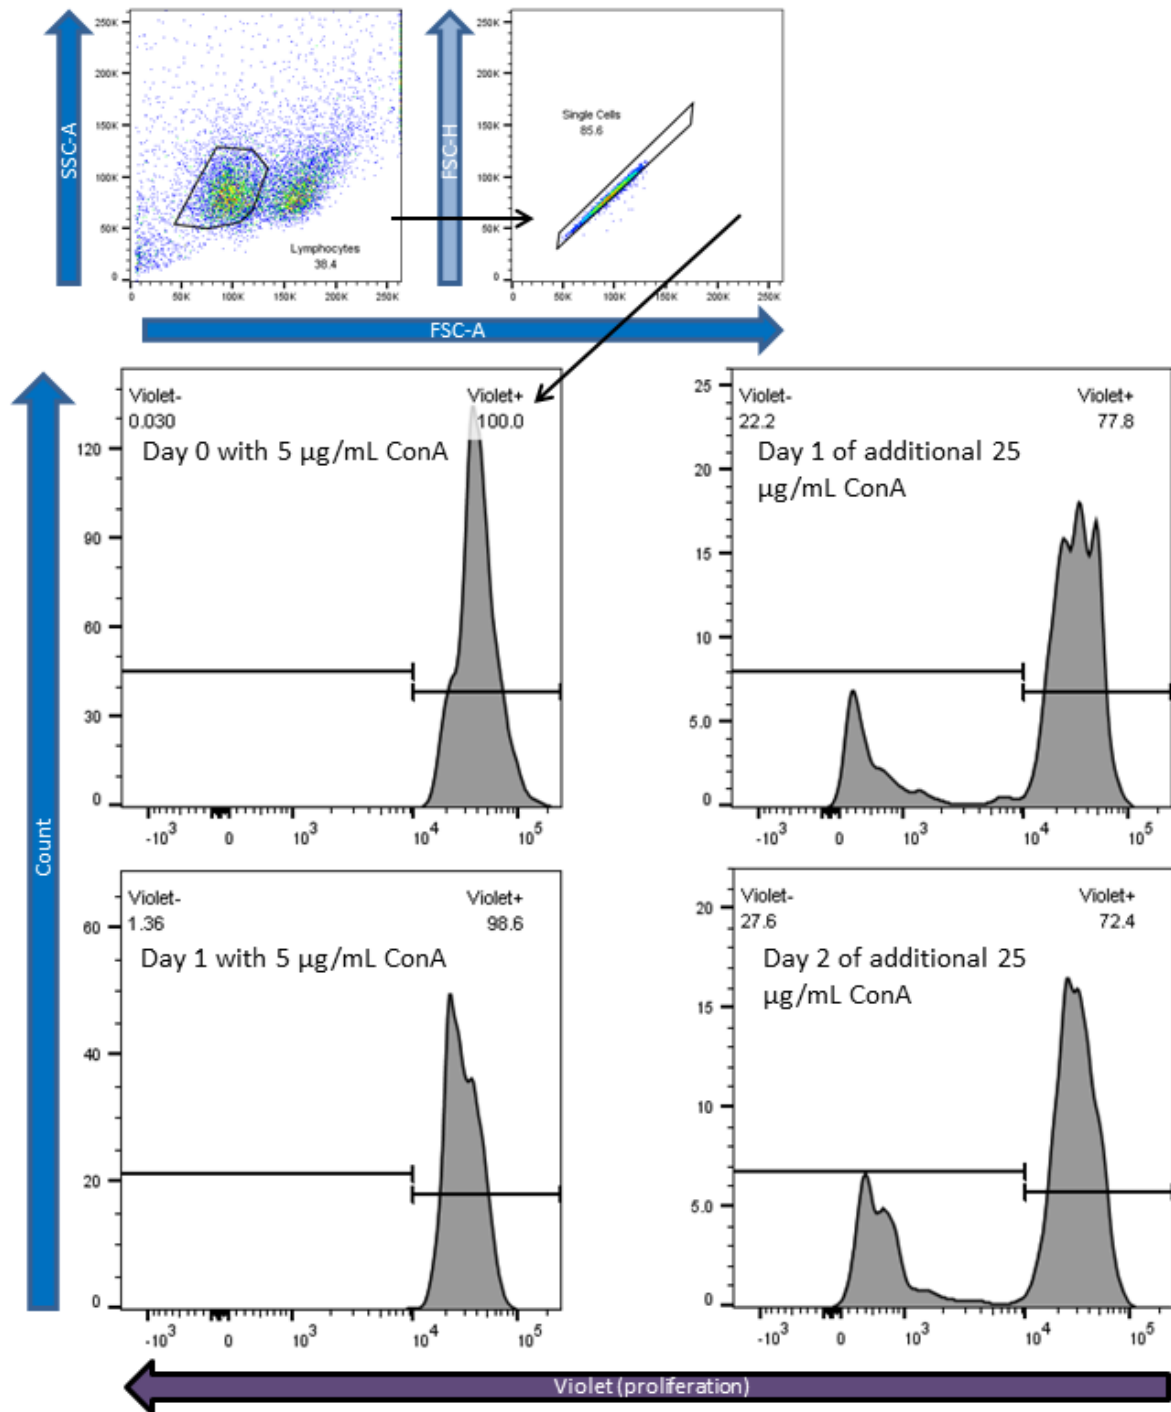 250K
200K
150K
100K
50K
0
0
50K
100K
150K
200K
250K
SSC-A
Lymphocytes
38.4
250K
200K
150K
100K
50K
0
0
50K
100K
150K
200K
250K
FSC-H
Single Cells
85.6
FSC-A
Violet-
0.030
Violet+
100.0
Day 0 with 5 µg/mL ConA
120
90
60
30
0
-10³
0
10³
10⁴
10⁵
Violet-
22.2
Violet+
77.8
Day 1 of additional 25
µg/mL ConA
25
20
15
10
5.0
0
-10³
0
10³
10⁴
10⁵
Count
Violet-
1.36
Violet+
98.6
Day 1 with 5 µg/mL ConA
60
40
20
0
-10³
0
10³
10⁴
10⁵
Violet-
27.6
Violet+
72.4
Day 2 of additional 25
µg/mL ConA
20
15
10
5.0
0
-10³
0
10³
10⁴
10⁵
Violet (proliferation)